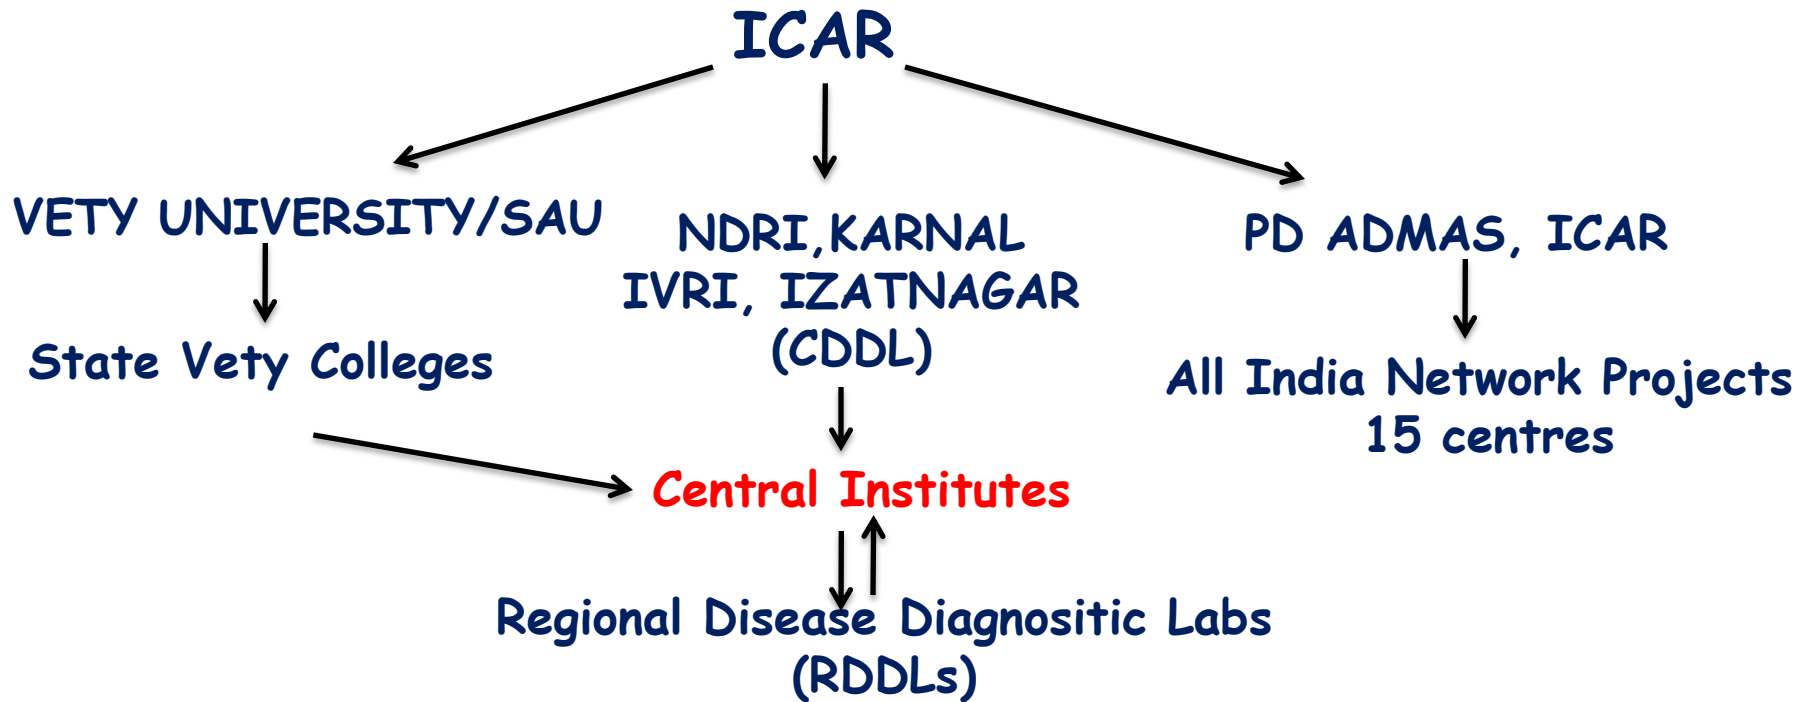 ICAR
VETY UNIVERSITY/SAU
NDRI,KARNAL
IVRI, IZATNAGAR
(CDDL)
PD ADMAS, ICAR
State Vety Colleges
All India Network Projects
15 centres
Central Institutes
Regional Disease Diagnositic Labs
(RDDLs)